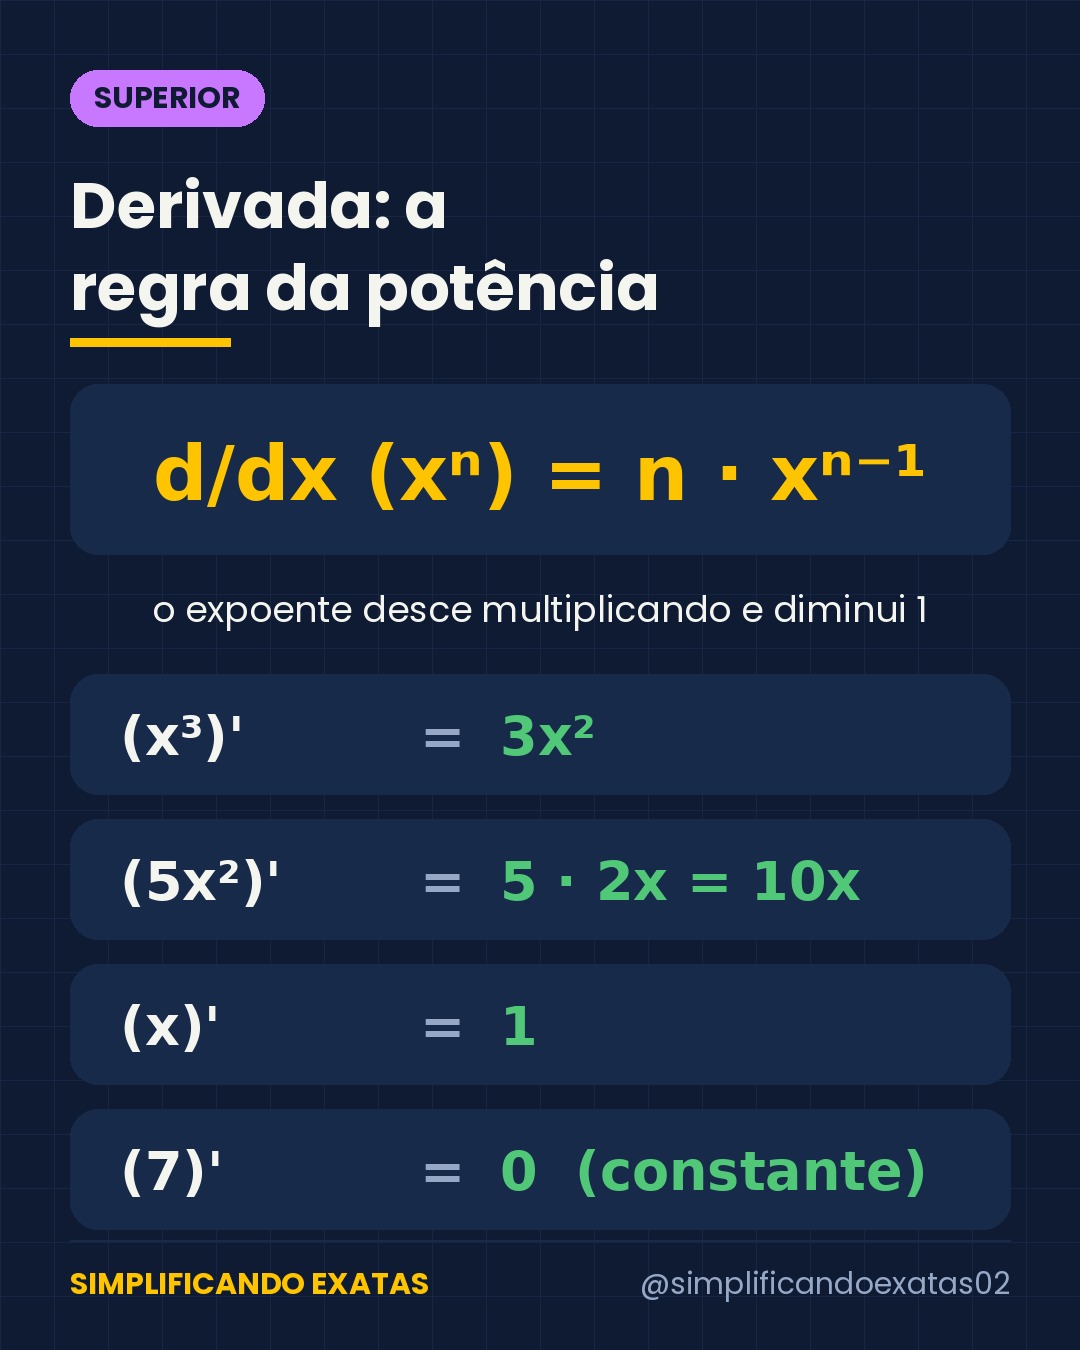 SUPERIOR
Derivada: a
regra da potência
d/dx (xⁿ) = n · xⁿ⁻¹
o expoente desce multiplicando e diminui 1
(x³)' = 3x²
(5x²)' = 5 · 2x = 10x
(x)' = 1
(7)' = 0 (constante)
SIMPLIFICANDO EXATAS @simplificandoexatas02